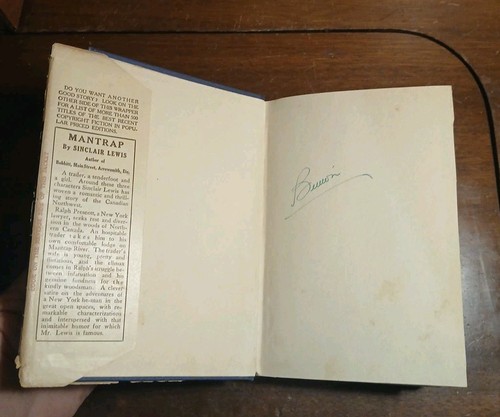 DO YOU WANT ANOTHER
GOOD STORY? LOOK ON THE
OTHER SIDE OF THIS WRAPPER
FOR A LIST OF MORE THAN 500
TITLES OF THE BEST RECENT
COPYRIGHT FICTION IN POPU-
LAR PRICED EDITIONS.
MANTRAP
By SINCLAIR LEWIS
Author of
Babbitt, Main Street, Arrowsmith, Etc.
A trader, a tenderfoot and
a girl. Around these three
characters Sinclair Lewis has
woven a romantic and thrill-
ing story of the Canadian
Northwest.
Ralph Prescott, a New York
lawyer, seeks rest and diver-
sion in the woods of North-
ern Canada. An hospitable
trader takes him to his
own comfortable lodge on
Mantrap River. The trader's
wife is young, pretty and
flirtatious, and the climax
comes in Ralph's struggle be-
tween infatuation and his
genuine fondness for the
kindly woodsman. A clever
satire on the adventures of
a New York he-man in the
great open spaces, with re-
markable characterizations
and interspersed with that
inimitable humor for which
Mr. Lewis is famous.